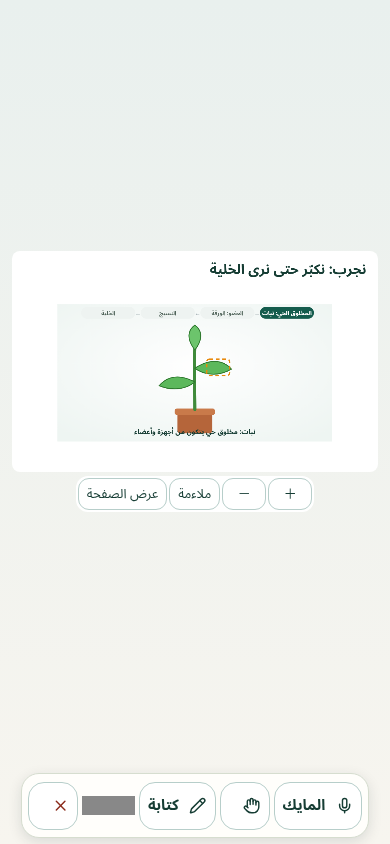 نجرب: نكبّر حتى نرى الخلية
المخلوق الحي: نبات ← العضو: الورقة ← النسيج ← الخلية
نبات: مخلوق حي يتكون من أجهزة وأعضاء
+ − ملاءمة عرض الصفحة
المايك كتابة